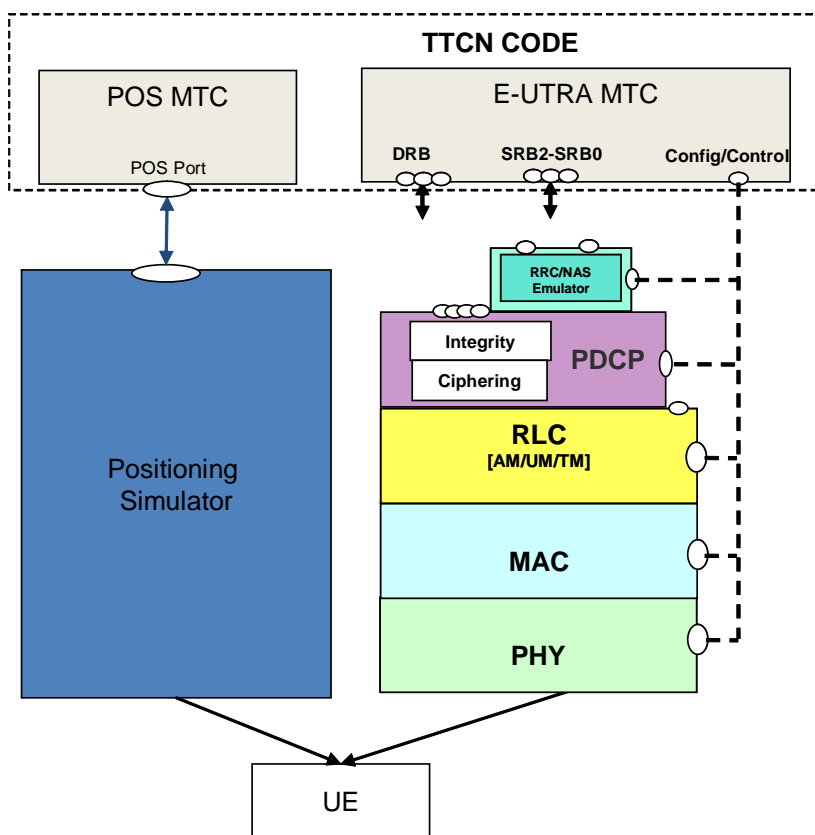 TTCN CODE
POS MTC
POS Port
E-UTRA MTC
DRB
SRB2-SRB0
Config/Control
RRC/NAS
Emulator
Integrity
Ciphering
PDCP
RLC
[AM/UM/TM]
Positioning
Simulator
MAC
PHY
UE